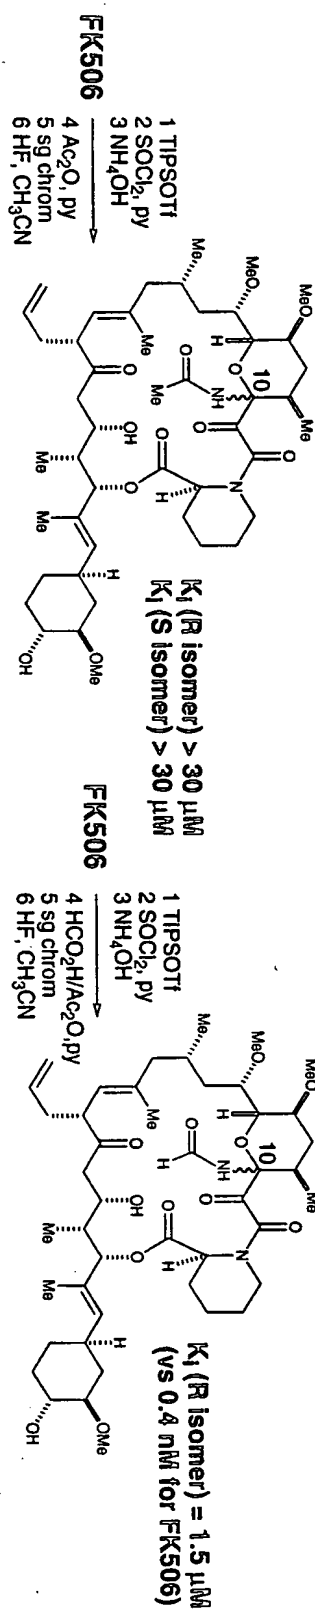 FK506
1 TIPSOTf
2 SOCl₂, py
3 NH₄OH
4 Ac₂O, py
5 sg chrom
6 HF, CH₃CN
MeO
MeO
Me
H
O
10
Me
NH
O
Me
O
O
N
O
H
O
Me
O
OH
Me
Me
H
OMe
OH
Kᵢ (R isomer) > 30 μM
Kᵢ (S isomer) > 30 μM
FK506
1 TIPSOTf
2 SOCl₂, py
3 NH₄OH
4 HCO₂H/Ac₂O,py
5 sg chrom
6 HF, CH₃CN
MeO
MeO
Me
H
O
10
Me
NH
O
H
O
O
N
O
H
O
Me
O
OH
Me
Me
H
OMe
OH
Kᵢ (R isomer) = 1.5 μM
(vs 0.4 nM for FK506)